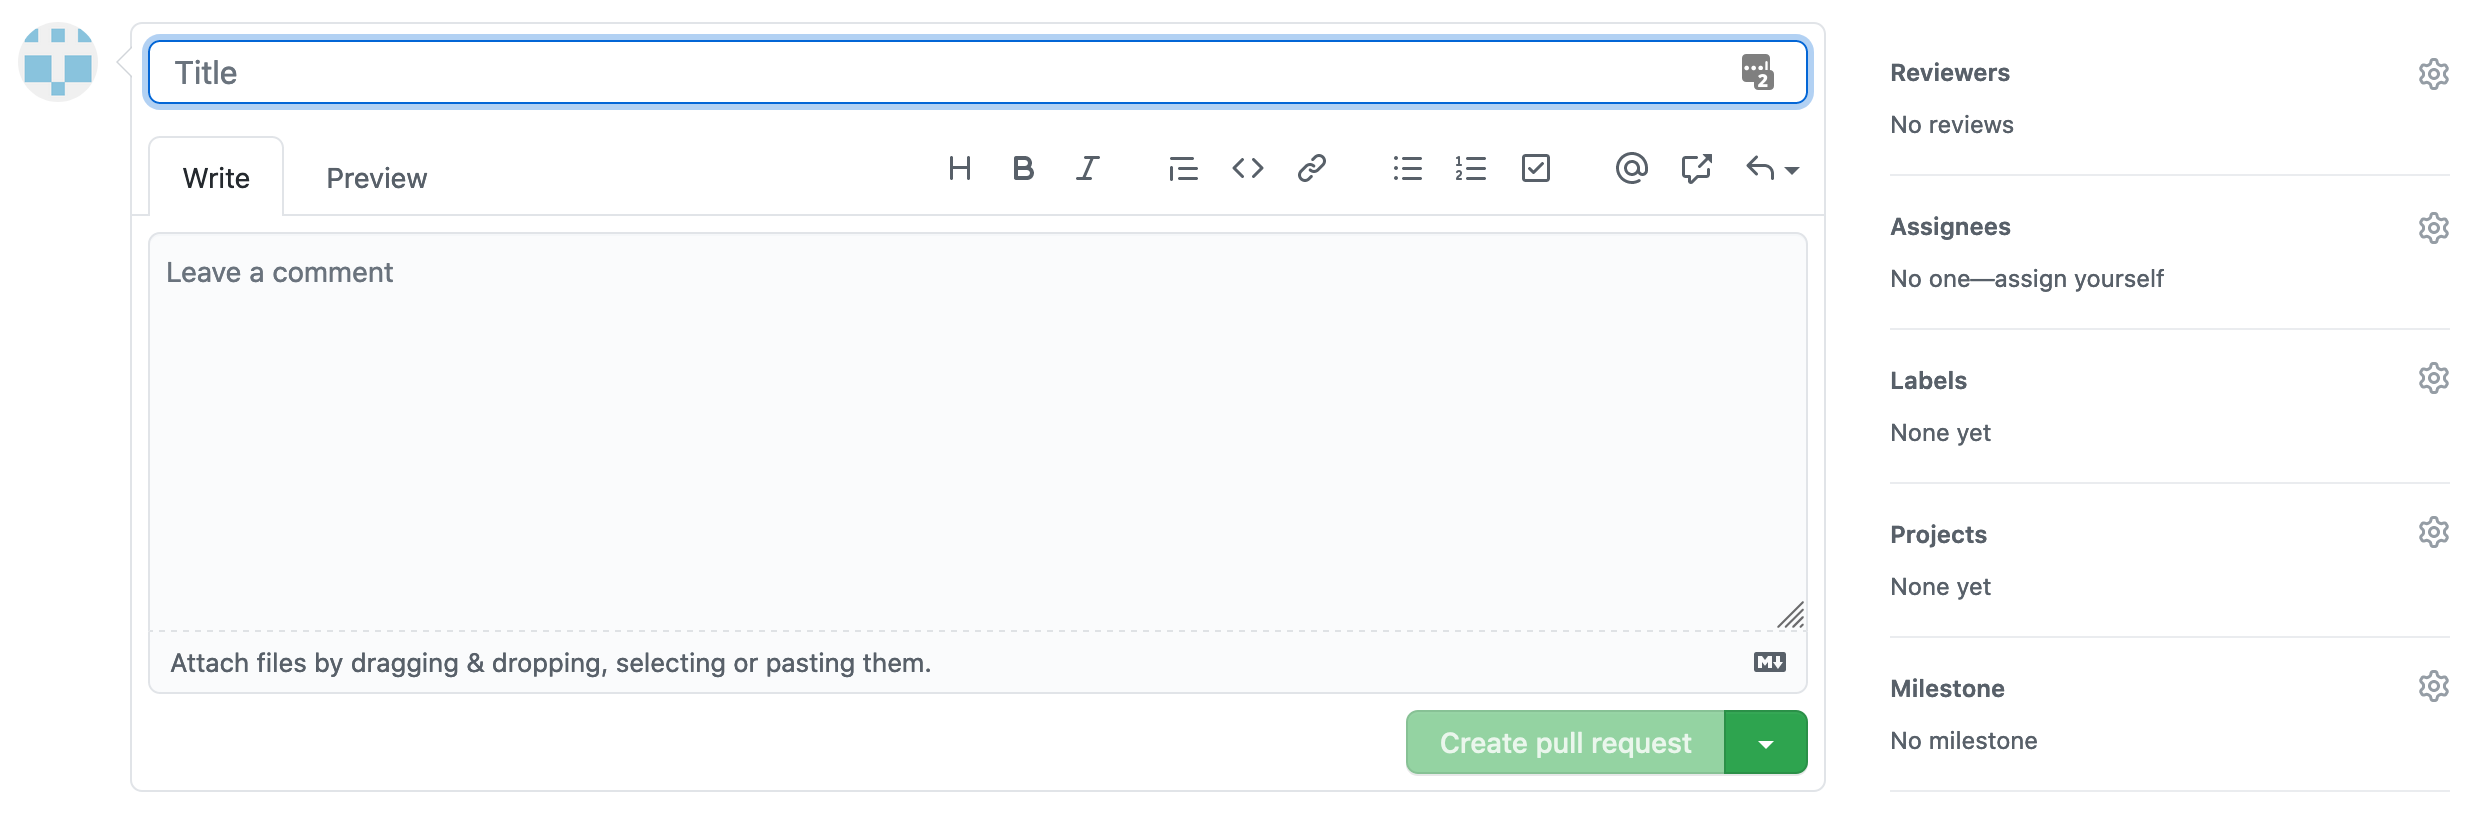 Title
2
Write
Preview
Leave a comment
Attach files by dragging & dropping, selecting or pasting them.
Create pull request
Reviewers
No reviews
Assignees
No one—assign yourself
Labels
None yet
Projects
None yet
Milestone
No milestone